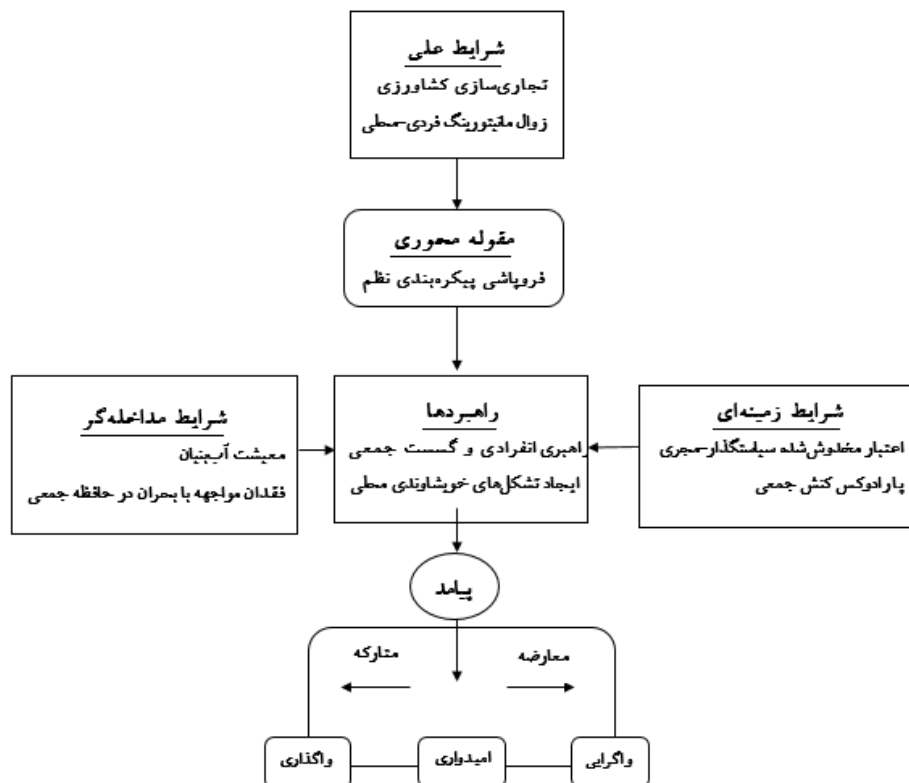 شرایط علی
تجاری‌سازی کشاورزی
زوال مانیتورینگ فردی-محلی
مقوله محوری
فروپاشی پیکره‌بندی نظم
شرایط زمینه‌ای
اعتبار مخدوش‌شده سیاستگذار-مجری
پارادوکس کنش جمعی
راهبردها
راهبری انفرادی و گسست جمعی
ایجاد تشکل‌های خویشاوندی محلی
شرایط مداخله‌گر
معیشت آب‌بنیان
فقدان مواجهه با بحران در حافظه جمعی
پیامد
معارضه
متارکه
واگرایی
امیدواری
واگذاری